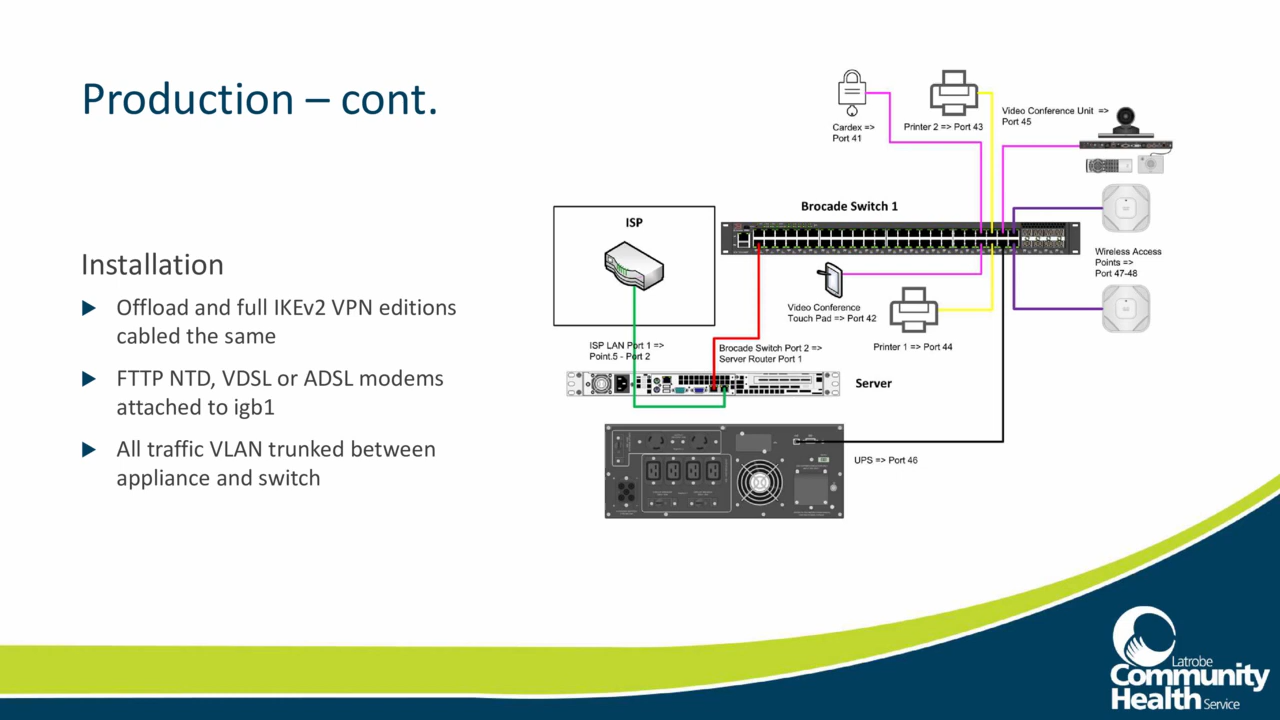 Production – cont.
Installation
Offload and full IKEv2 VPN editions
cabled the same
FTTP NTD, VDSL or ADSL modems
attached to igb1
All traffic VLAN trunked between
appliance and switch
Cardex =>
Port 41
Printer 2 => Port 43
Video Conference Unit =>
Port 45
Brocade Switch 1
ISP
Wireless Access
Points =>
Port 47-48
Video Conference
Touch Pad => Port 42
Printer 1 => Port 44
ISP LAN Port 1 =>
Point.5 - Port 2
Brocade Switch Port 2 =>
Server Router Port 1
Server
UPS => Port 46
Latrobe
Community
Health Service